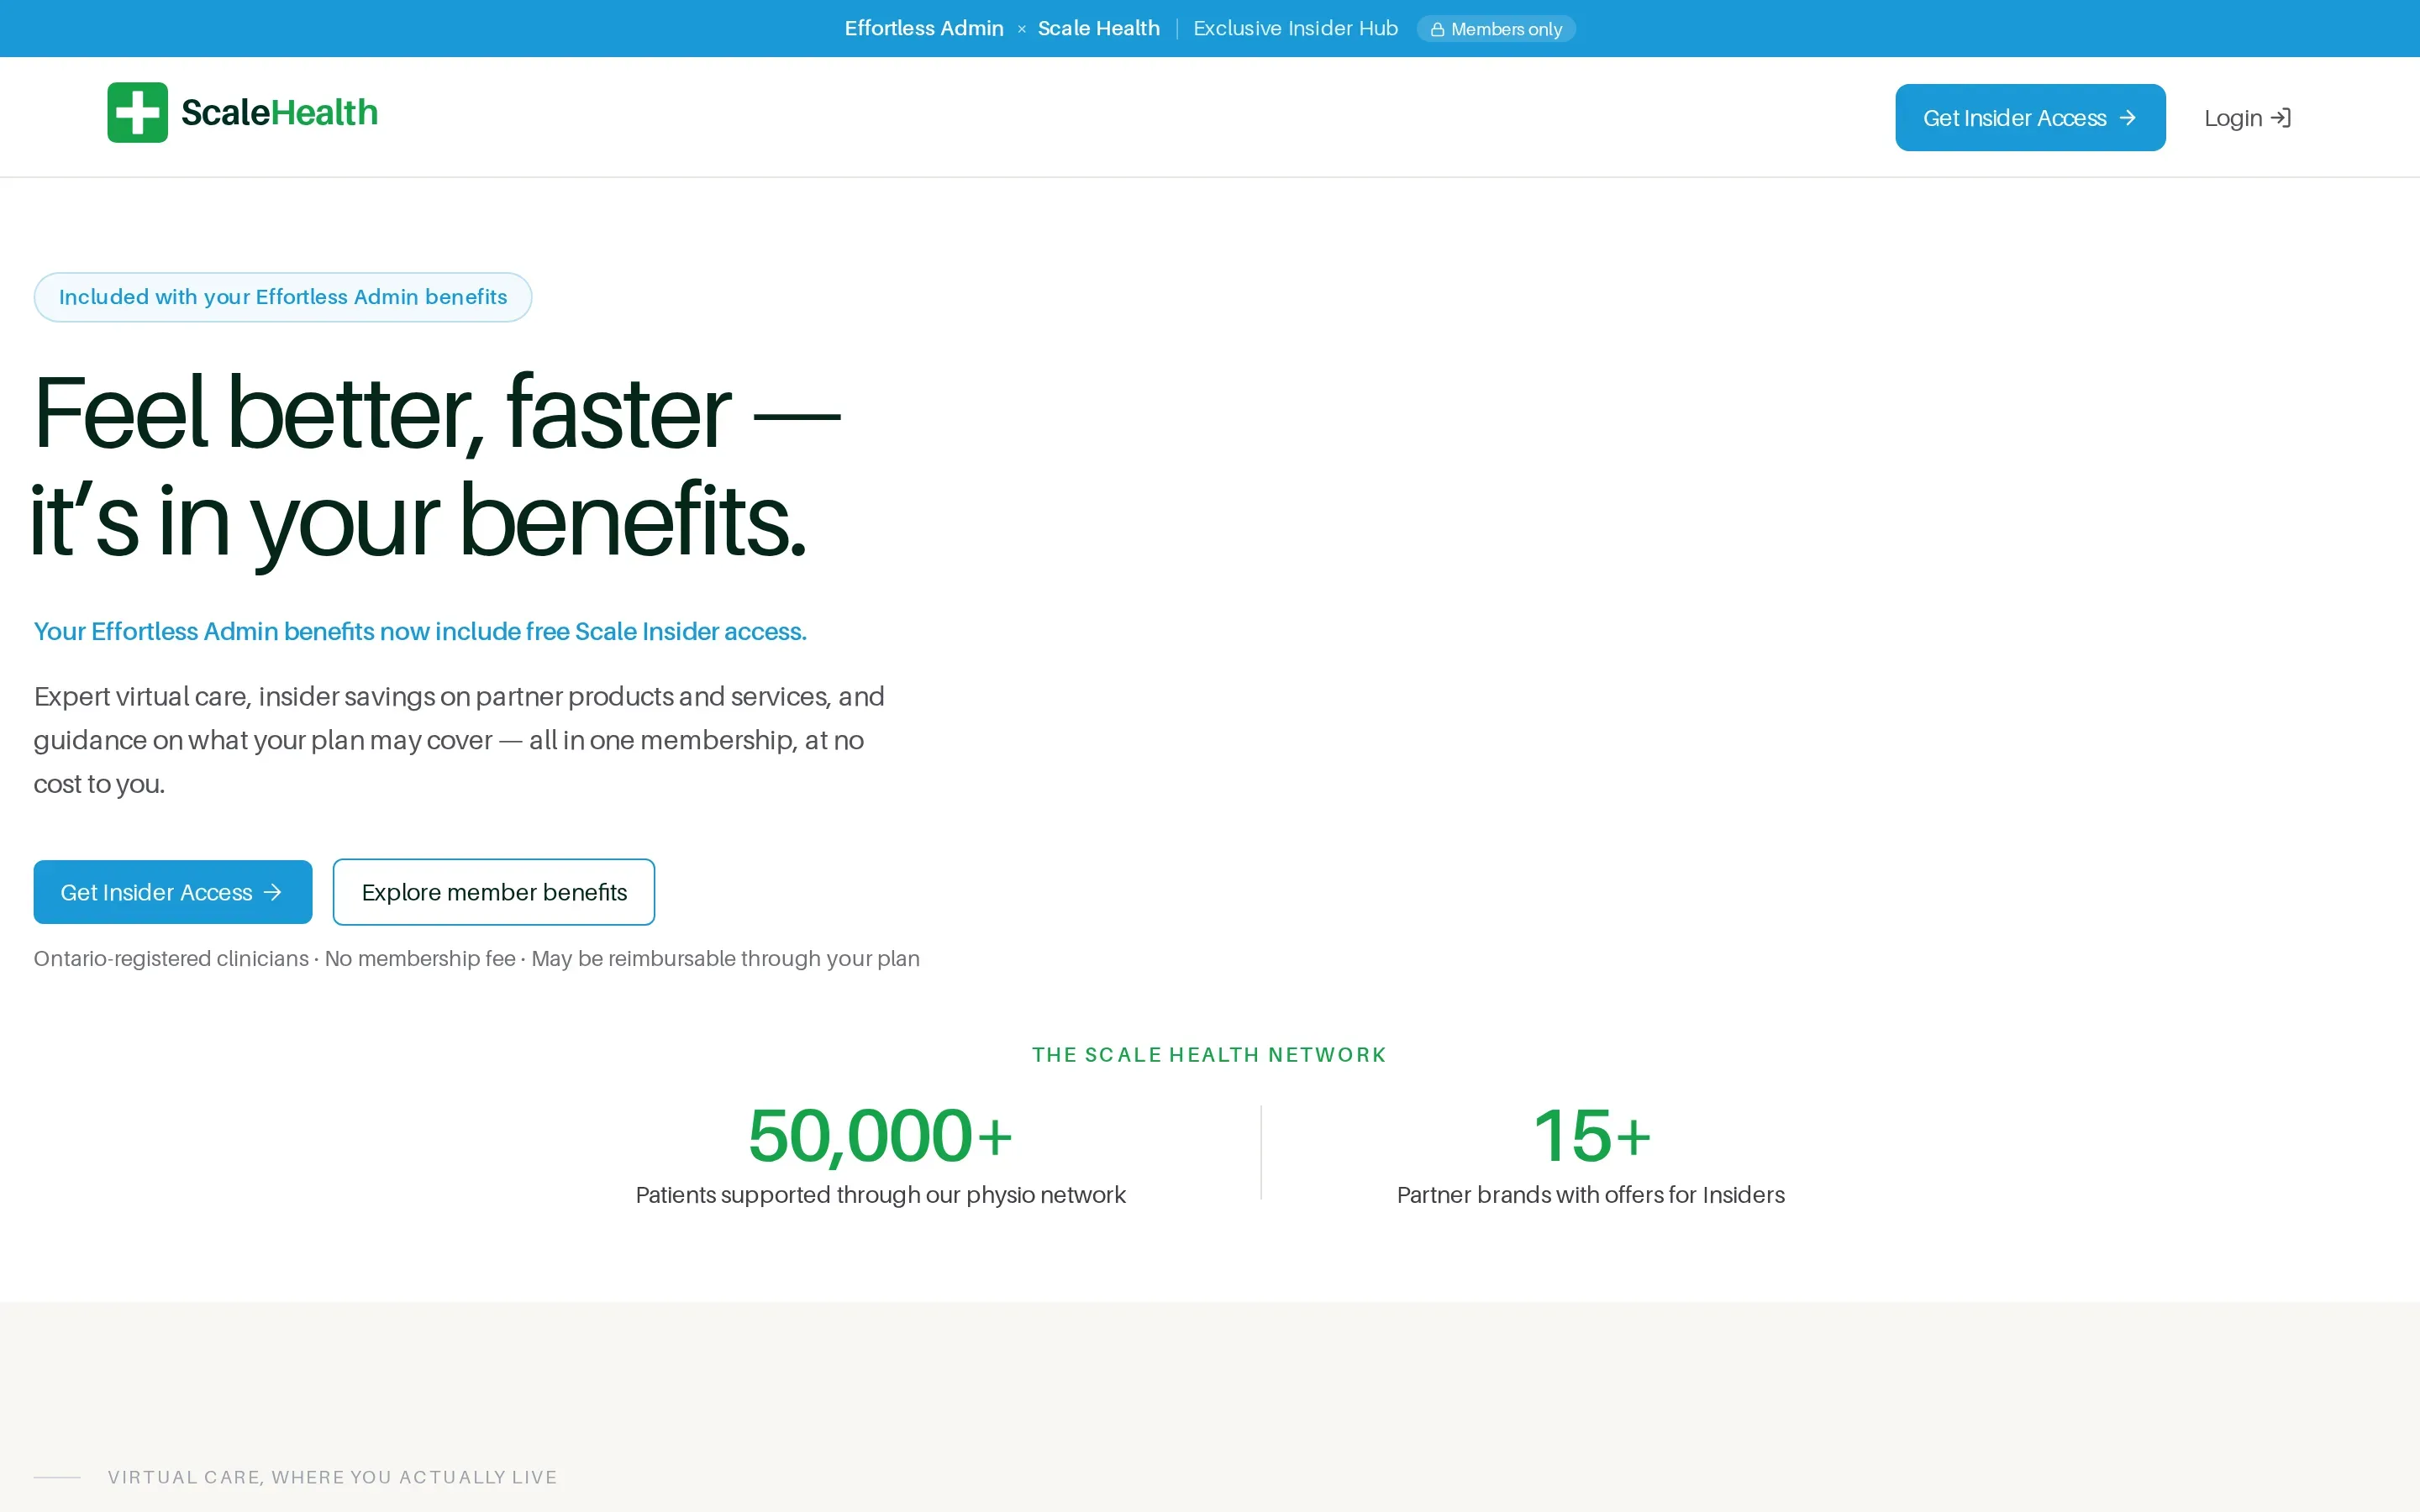 Effortless Admin × Scale Health | Exclusive Insider Hub Members only
ScaleHealth
Get Insider Access →
Login
Included with your Effortless Admin benefits
Feel better, faster —
it’s in your benefits.
Your Effortless Admin benefits now include free Scale Insider access.
Expert virtual care, insider savings on partner products and services, and
guidance on what your plan may cover — all in one membership, at no
cost to you.
Get Insider Access →
Explore member benefits
Ontario-registered clinicians · No membership fee · May be reimbursable through your plan
THE SCALE HEALTH NETWORK
50,000+
Patients supported through our physio network
15+
Partner brands with offers for Insiders
VIRTUAL CARE, WHERE YOU ACTUALLY LIVE